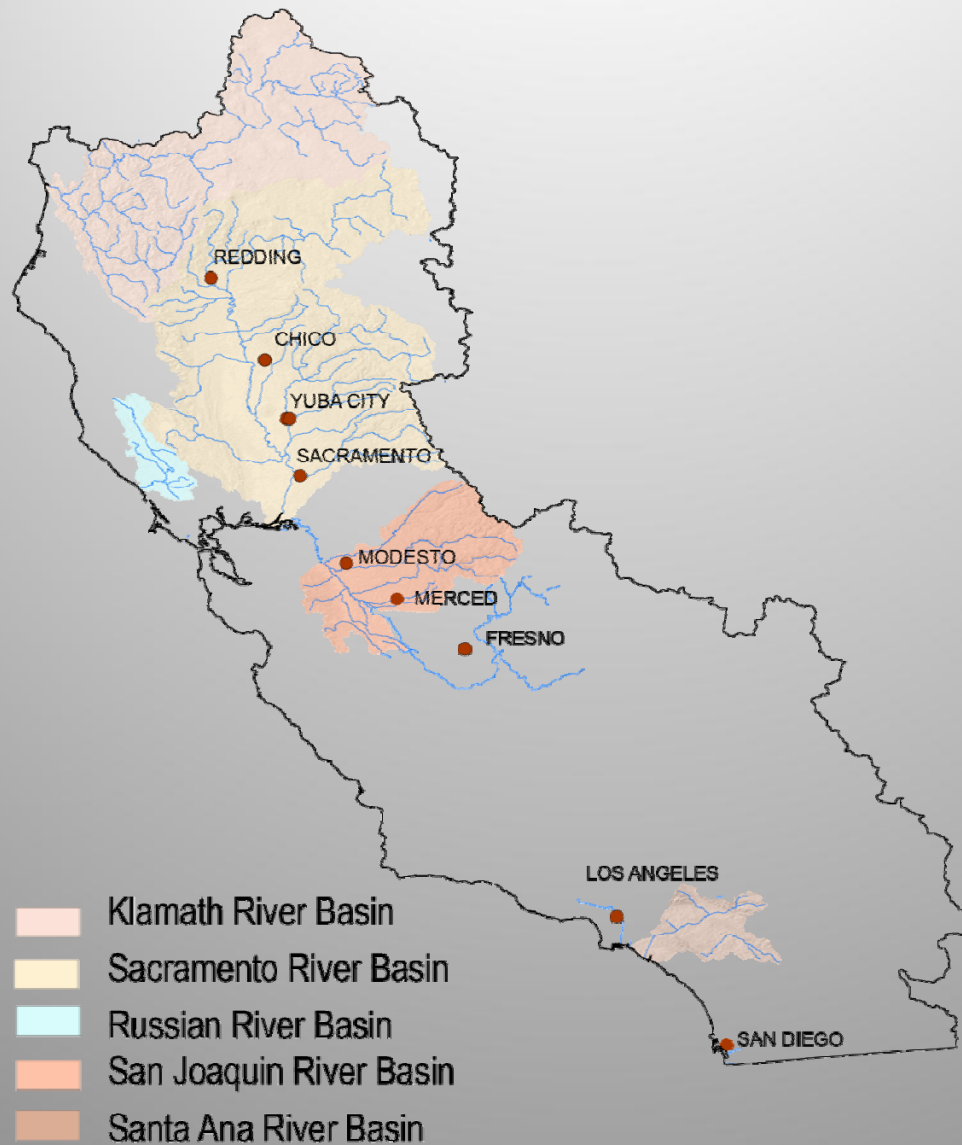 REDDING
CHICO
YUBA CITY
SACRAMENTO
MODESTO
MERCED
FRESNO
LOS ANGELES
SAN DIEGO
Klamath River Basin
Sacramento River Basin
Russian River Basin
San Joaquin River Basin
Santa Ana River Basin